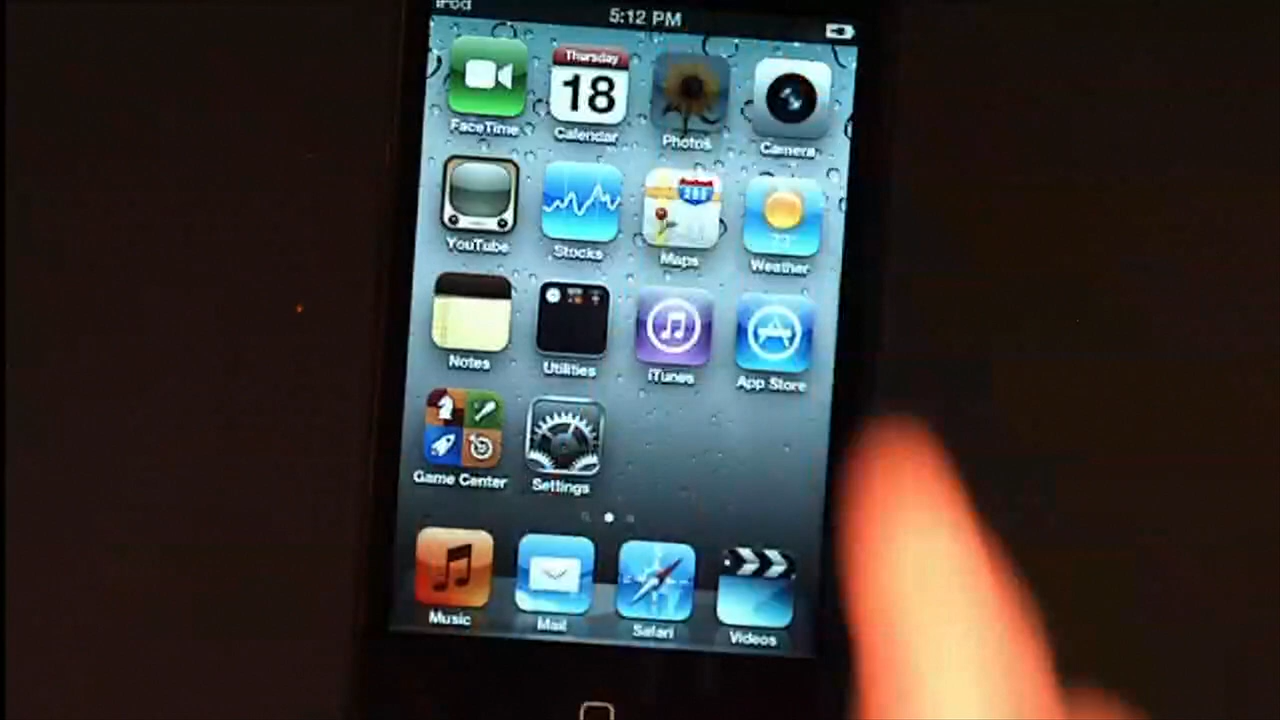 iPod 5:12 PM
Thursday
18
FaceTime Calendar Photos Camera
YouTube Stocks Maps Weather
Notes Utilities iTunes App Store
Game Center Settings
Music Mail Safari Videos